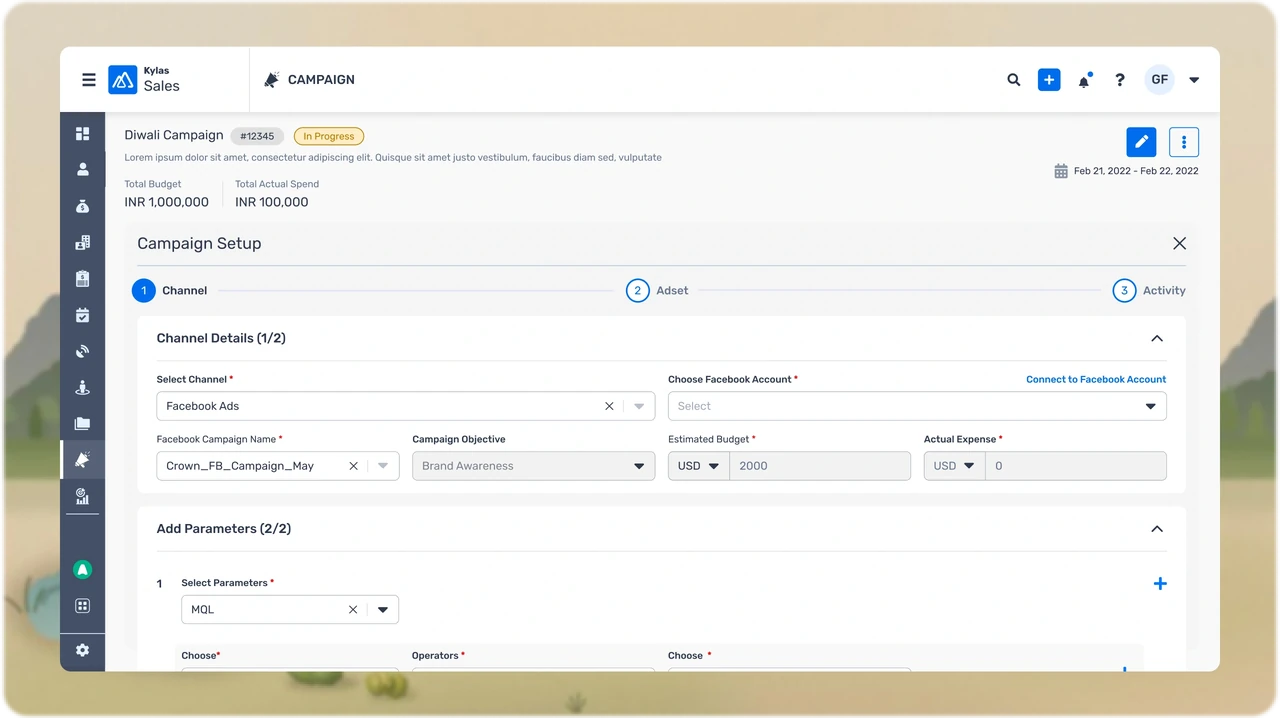 Kylas
Sales
CAMPAIGN
? GF
Diwali Campaign #12345 In Progress
Lorem ipsum dolor sit amet, consectetur adipiscing elit. Quisque sit amet justo vestibulum, faucibus diam sed, vulputate
Feb 21, 2022 - Feb 22, 2022
Total Budget Total Actual Spend
INR 1,000,000 INR 100,000
Campaign Setup
1 Channel 2 Adset 3 Activity
Channel Details (1/2)
Select Channel * Choose Facebook Account * Connect to Facebook Account
Facebook Ads Select
Facebook Campaign Name * Campaign Objective Estimated Budget * Actual Expense *
Crown_FB_Campaign_May Brand Awareness USD 2000 USD 0
Add Parameters (2/2)
1 Select Parameters *
MQL
Choose* Operators * Choose *